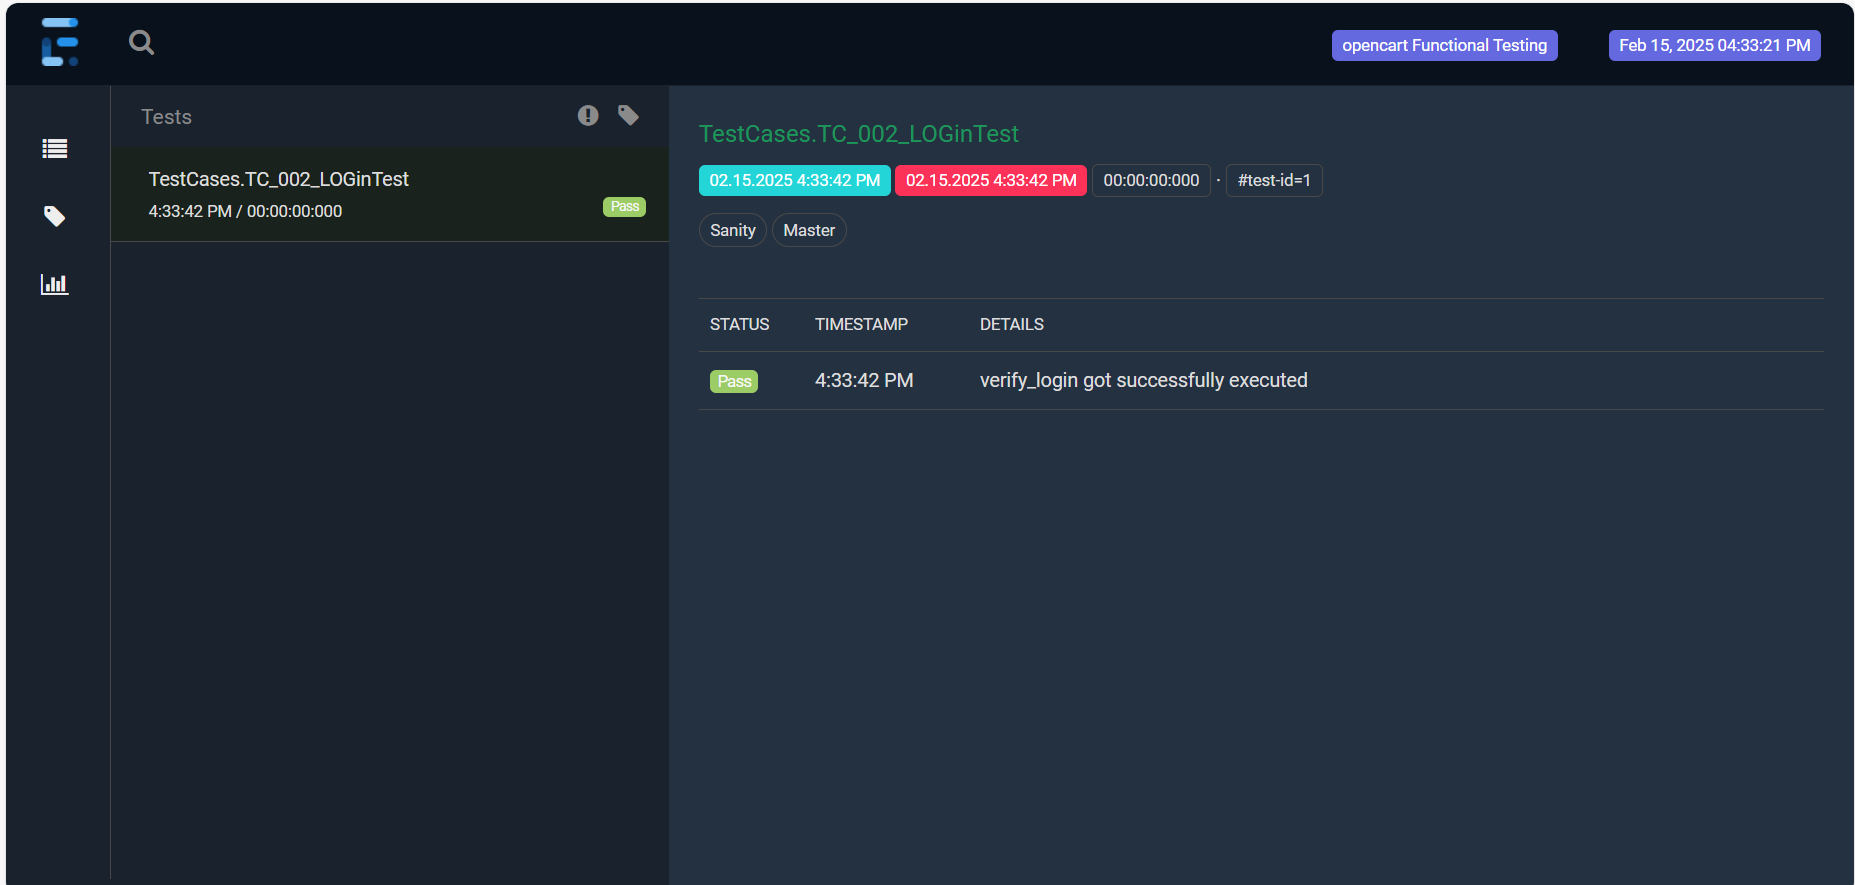 opencart Functional Testing
Feb 15, 2025 04:33:21 PM
Tests
TestCases.TC_002_LOGinTest
4:33:42 PM / 00:00:00:000
Pass
TestCases.TC_002_LOGinTest
02.15.2025 4:33:42 PM 02.15.2025 4:33:42 PM 00:00:00:000 · #test-id=1
Sanity Master
STATUS TIMESTAMP DETAILS
Pass 4:33:42 PM verify_login got successfully executed